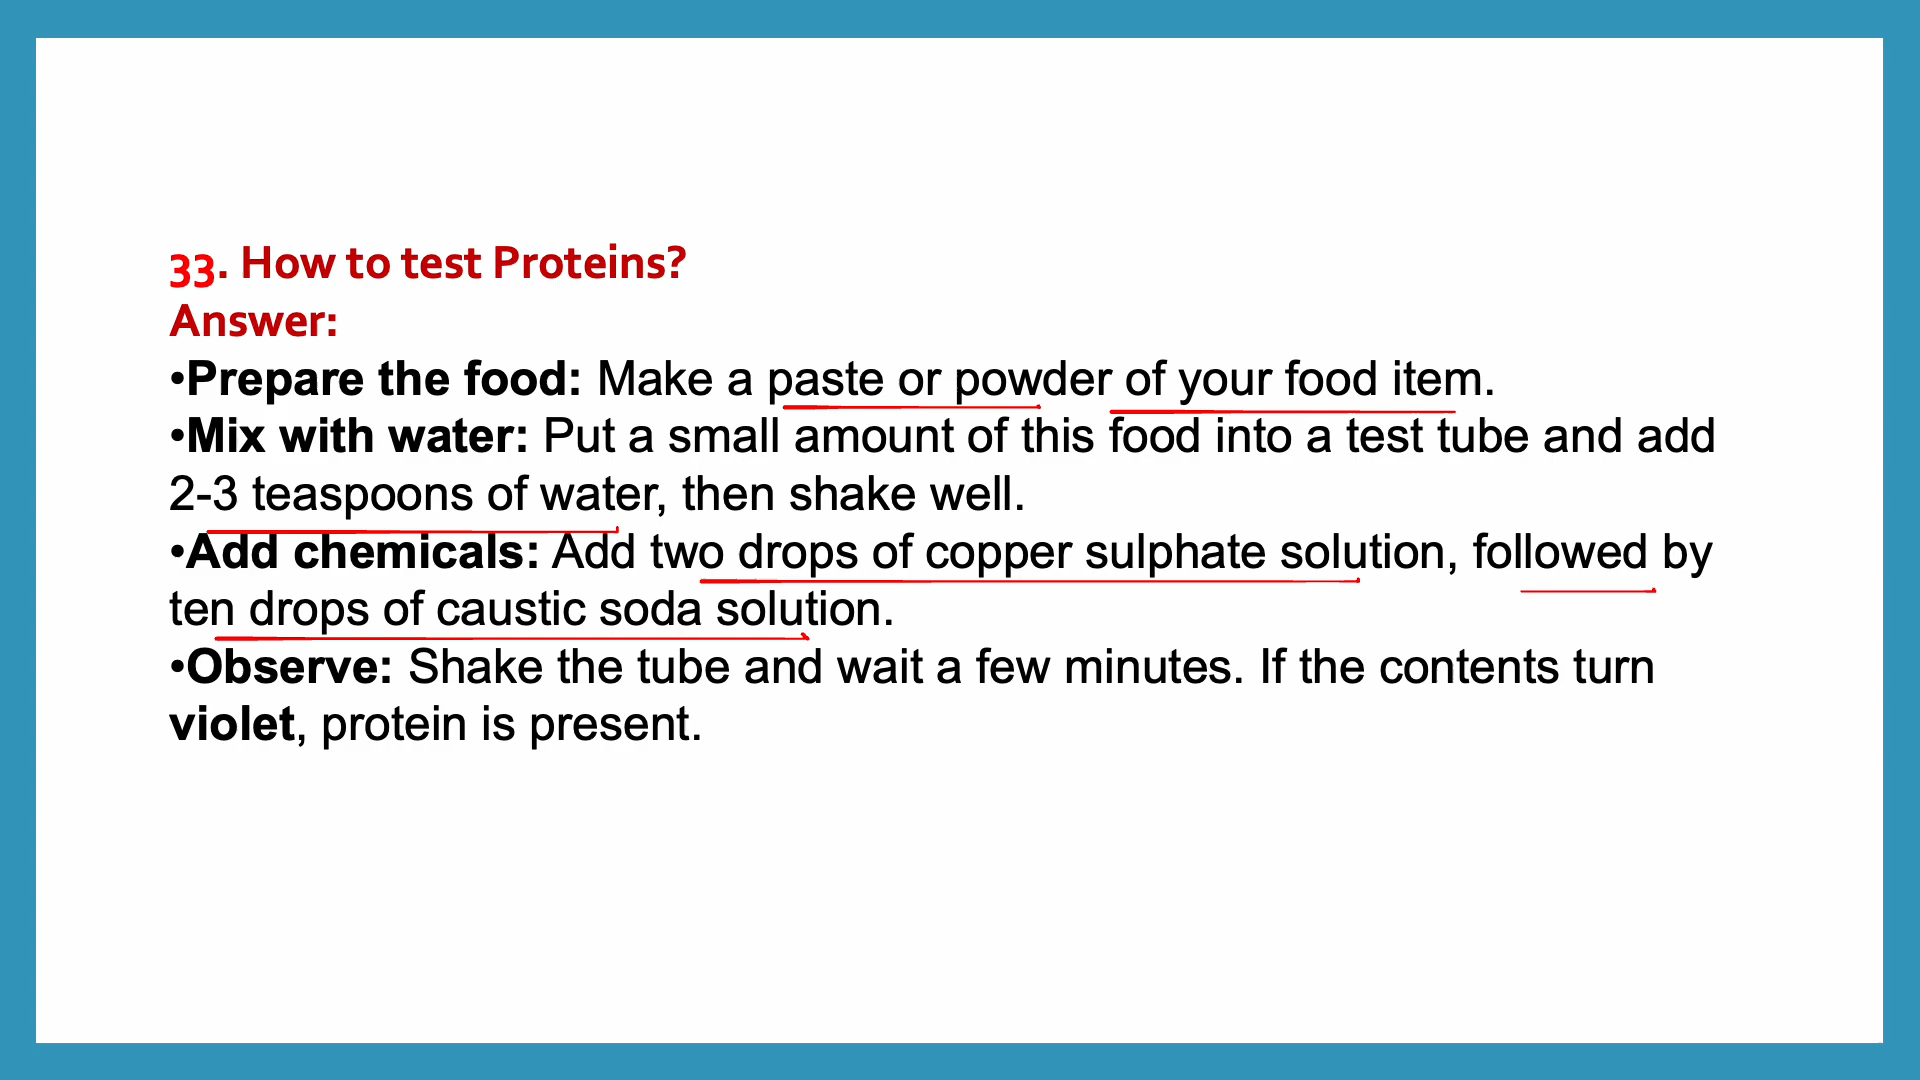 33. How to test Proteins?
Answer:
•Prepare the food: Make a paste or powder of your food item.
•Mix with water: Put a small amount of this food into a test tube and add
2-3 teaspoons of water, then shake well.
•Add chemicals: Add two drops of copper sulphate solution, followed by
ten drops of caustic soda solution.
•Observe: Shake the tube and wait a few minutes. If the contents turn
violet, protein is present.